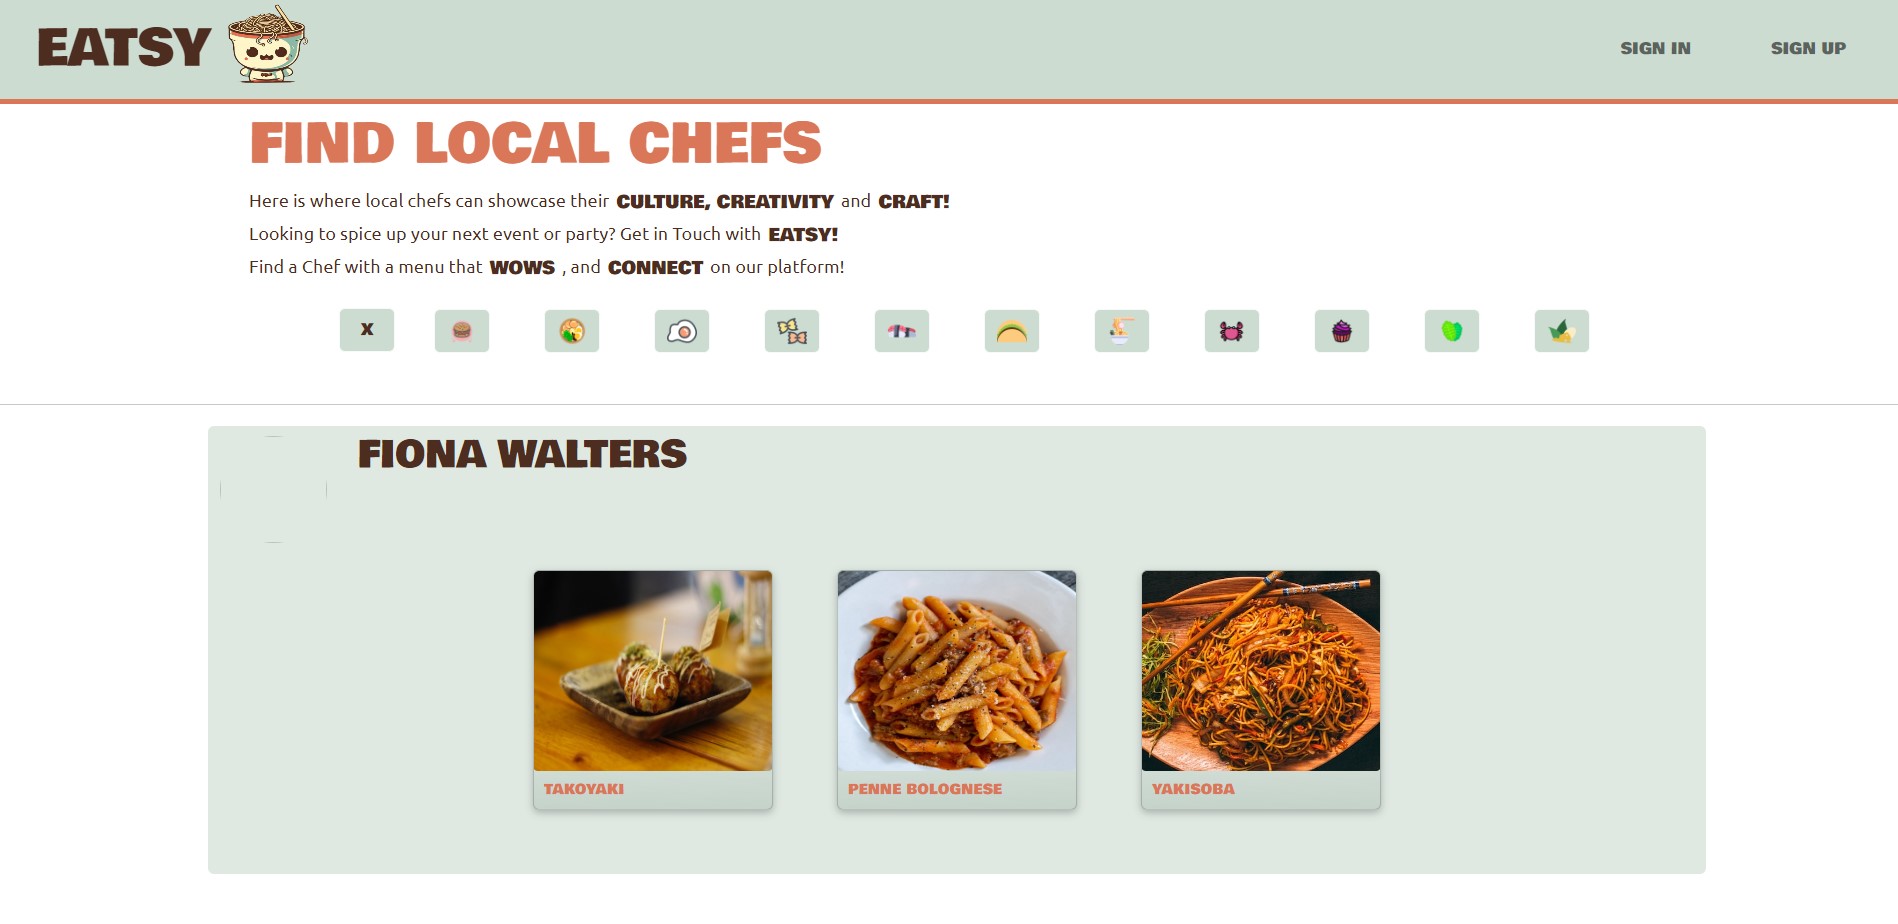 EATSY
SIGN IN
SIGN UP
FIND LOCAL CHEFS
Here is where local chefs can showcase their CULTURE, CREATIVITY and CRAFT!
Looking to spice up your next event or party? Get in Touch with EATSY!
Find a Chef with a menu that WOWS , and CONNECT on our platform!
X
FIONA WALTERS
TAKOYAKI
PENNE BOLOGNESE
YAKISOBA